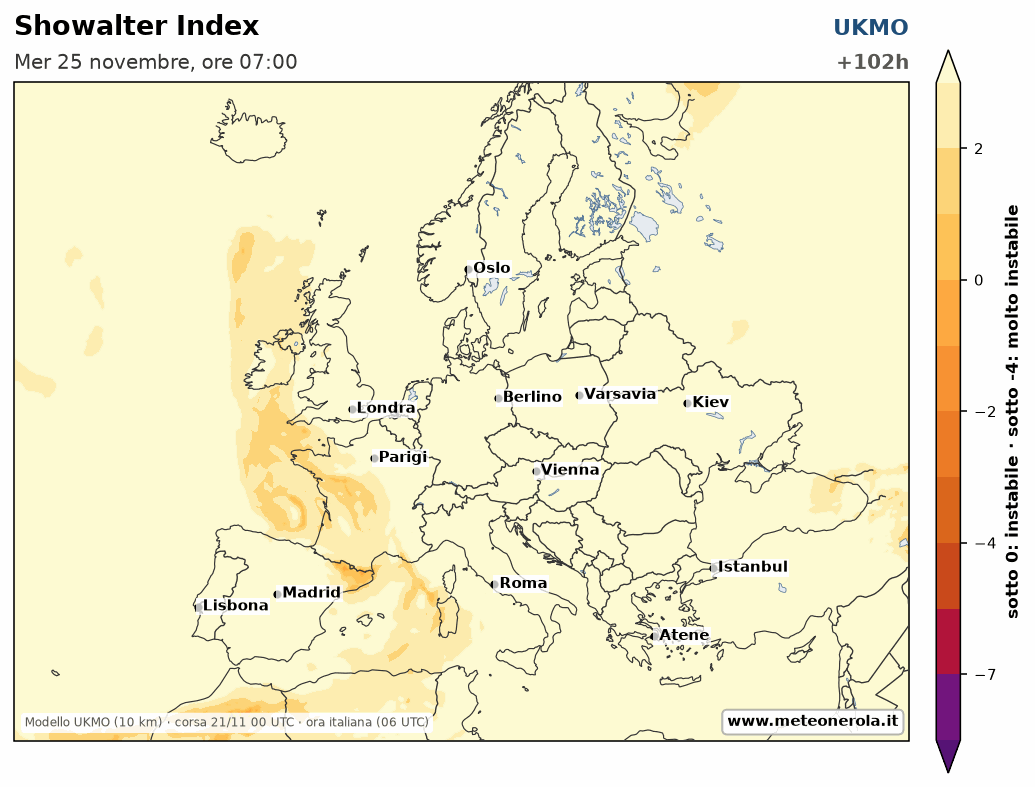 Showalter Index
UKMO
Mer 25 novembre, ore 07:00
+102h
2
0
−2
−4
−7
sotto 0: instabile · sotto -4: molto instabile
Oslo
Londra
Berlino
Varsavia
Kiev
Parigi
Vienna
Istanbul
Roma
Madrid
Lisbona
Atene
Modello UKMO (10 km) · corsa 21/11 00 UTC · ora italiana (06 UTC)
www.meteonerola.it